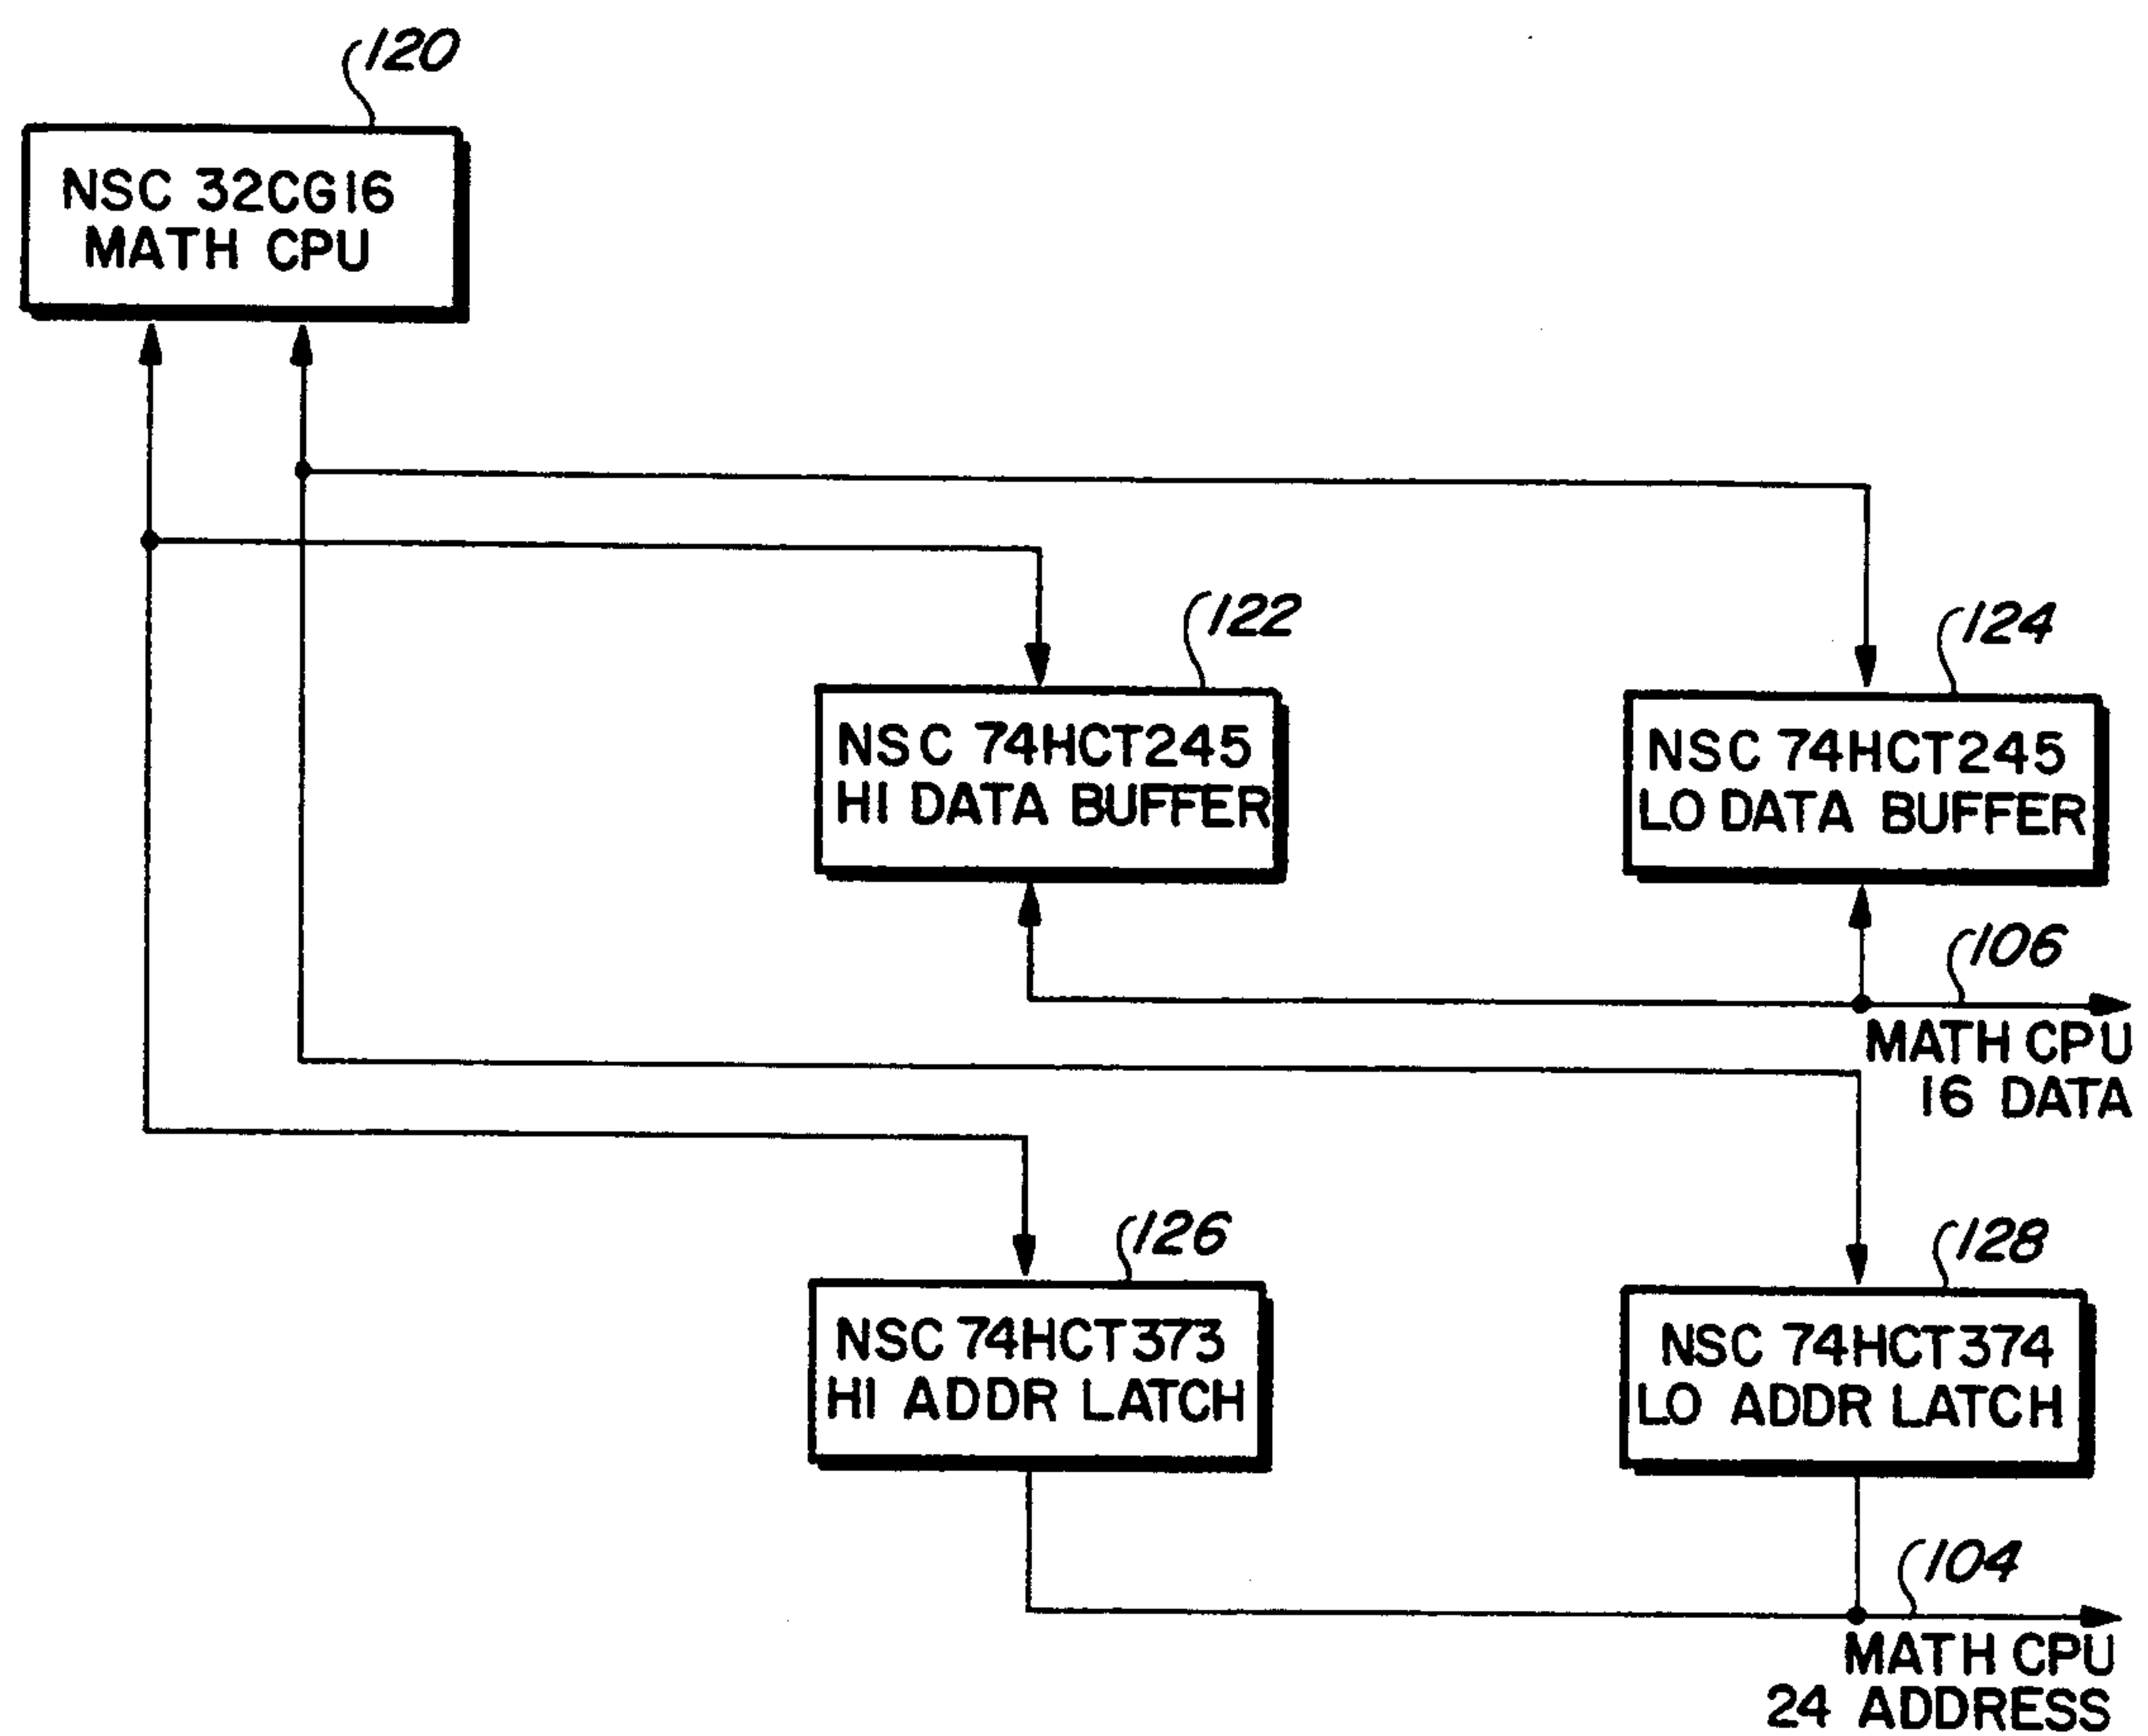 120
NSC 32CG16
MATH CPU
122
NSC 74HCT245
HI DATA BUFFER
124
NSC 74HCT245
LO DATA BUFFER
106
MATH CPU
16 DATA
126
NSC 74HCT373
HI ADDR LATCH
128
NSC 74HCT374
LO ADDR LATCH
104
MATH CPU
24 ADDRESS